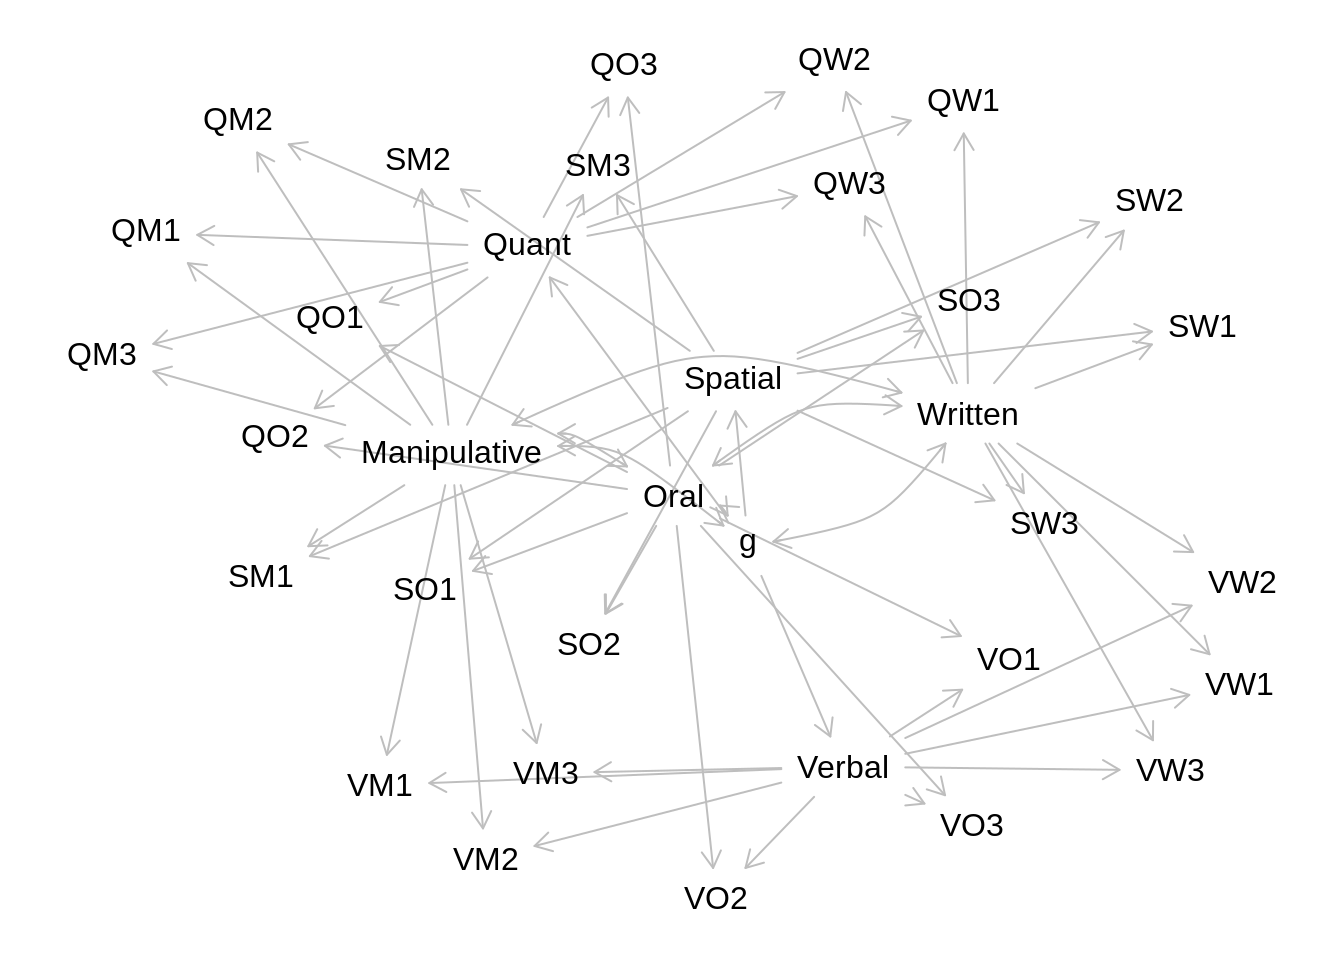 QW2
QO3
QW1
QM2
SM2
SM3
QW3
SW2
QM1
Quant
SO3
QO1
SW1
QM3
Spatial
Written
QO2
Manipulative
Oral
SW3
g
SM1
VW2
SO1
SO2
VO1
VW1
Verbal
VW3
VM3
VM1
VO3
VM2
VO2